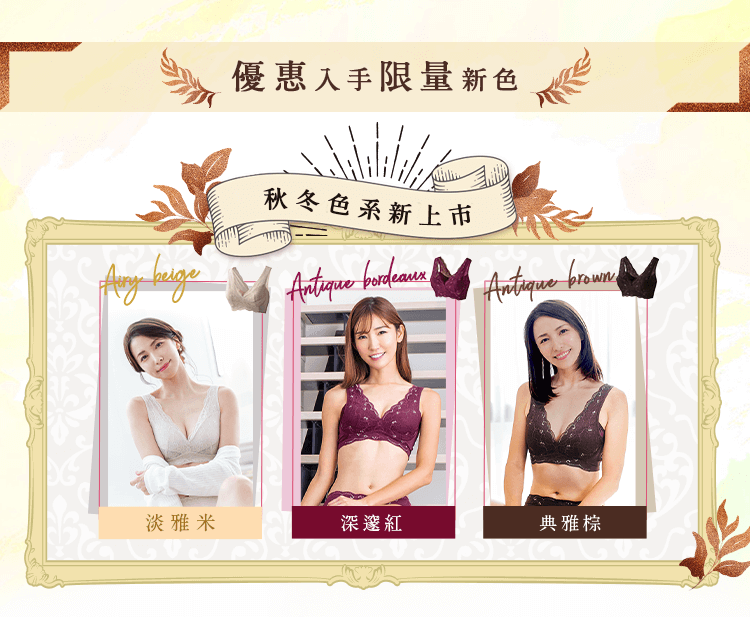 優惠入手限量新色
秋冬色系新上市
Airy beige
Antique bordeaux
Antique brown
淡雅米
深邃紅
典雅棕